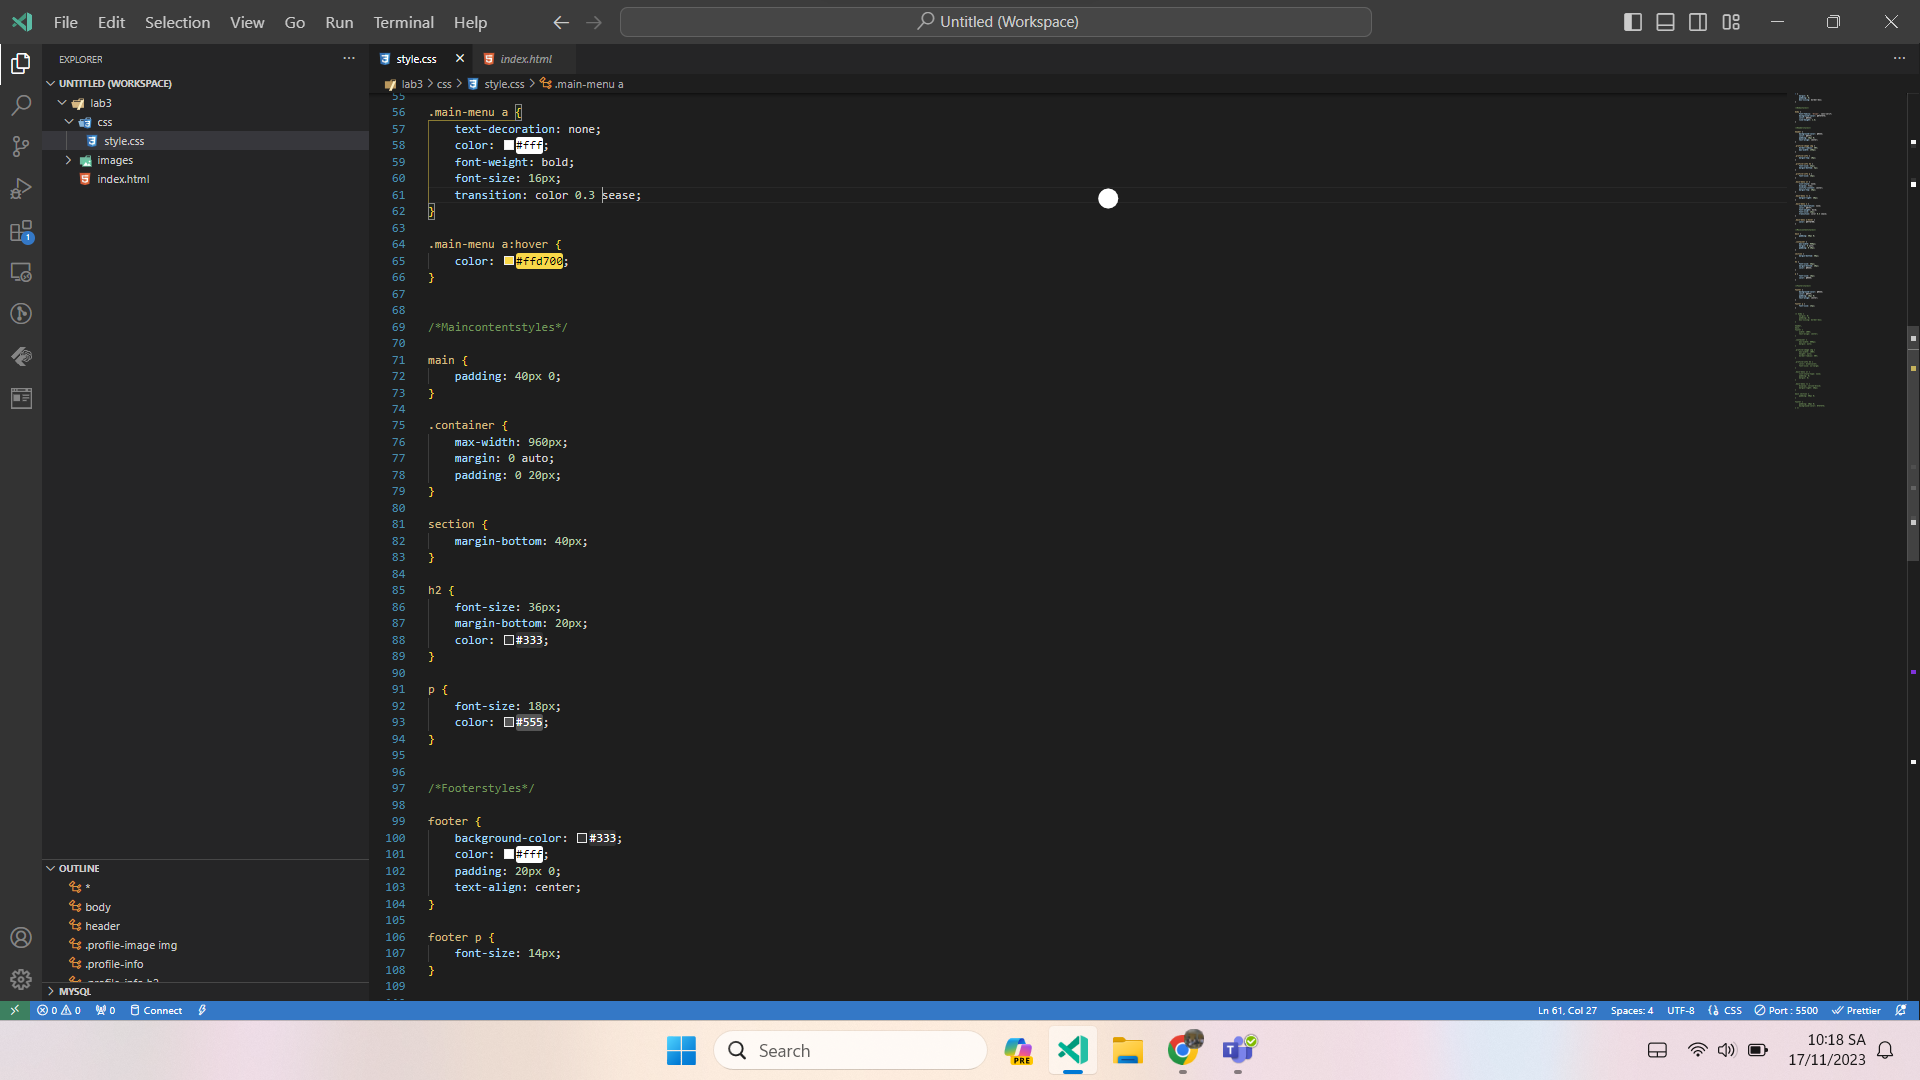 File Edit Selection View Go Run Terminal Help
Untitled (Workspace)
EXPLORER
UNTITLED (WORKSPACE)
lab3
css
style.css
images
index.html
OUTLINE
*
body
header
.profile-image img
.profile-info
MYSQL
1
style.css
index.html
lab3 > css > style.css > .main-menu a
55
56 .main-menu a {
57 text-decoration: none;
58 color: #fff;
59 font-weight: bold;
60 font-size: 16px;
61 transition: color 0.3 sease;
62 }
63
64 .main-menu a:hover {
65 color: #ffd700;
66 }
67
68
69 /*Maincontentstyles*/
70
71 main {
72 padding: 40px 0;
73 }
74
75 .container {
76 max-width: 960px;
77 margin: 0 auto;
78 padding: 0 20px;
79 }
80
81 section {
82 margin-bottom: 40px;
83 }
84
85 h2 {
86 font-size: 36px;
87 margin-bottom: 20px;
88 color: #333;
89 }
90
91 p {
92 font-size: 18px;
93 color: #555;
94 }
95
96
97 /*Footerstyles*/
98
99 footer {
100 background-color: #333;
101 color: #fff;
102 padding: 20px 0;
103 text-align: center;
104 }
105
106 footer p {
107 font-size: 14px;
108 }
109
0 0 0 Connect
Ln 61, Col 27 Spaces: 4 UTF-8 CSS Port : 5500 Prettier
Search
PRE
10:18 SA
17/11/2023